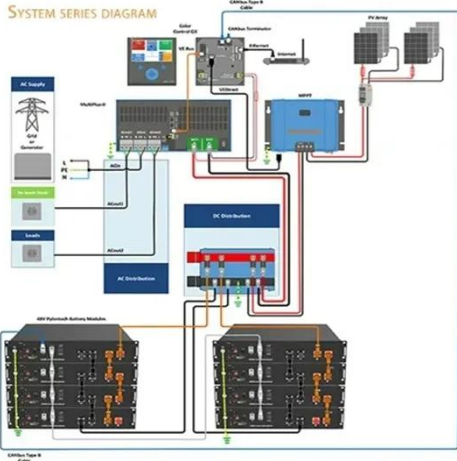 SYSTEM SERIES DIAGRAM
CANbus Type B
Cable
Color
Control GX
CANbus Terminator
PV Array
VE Bus
Ethernet
Internet
AC Supply
VE Direct
MPPT
MultiPlus-II
Grid
or
Generator
L
PE
N
ACin
ACout1
Loads
DC Distribution
ACout2
AC Distribution
48V Pylontech Battery Modules
CANbus Type B
Cable